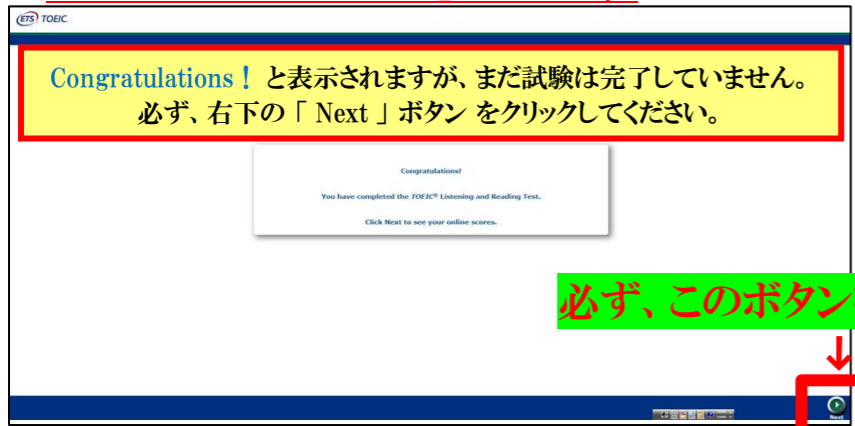 ETS TOEIC
Congratulations! と表示されますが、まだ試験は完了していません。
必ず、右下の「 Next 」ボタン をクリックしてください。
Congratulations!
You have completed the TOEIC® Listening and Reading Test.
Click Next to see your online scores.
必ず、このボタン
↓
Next